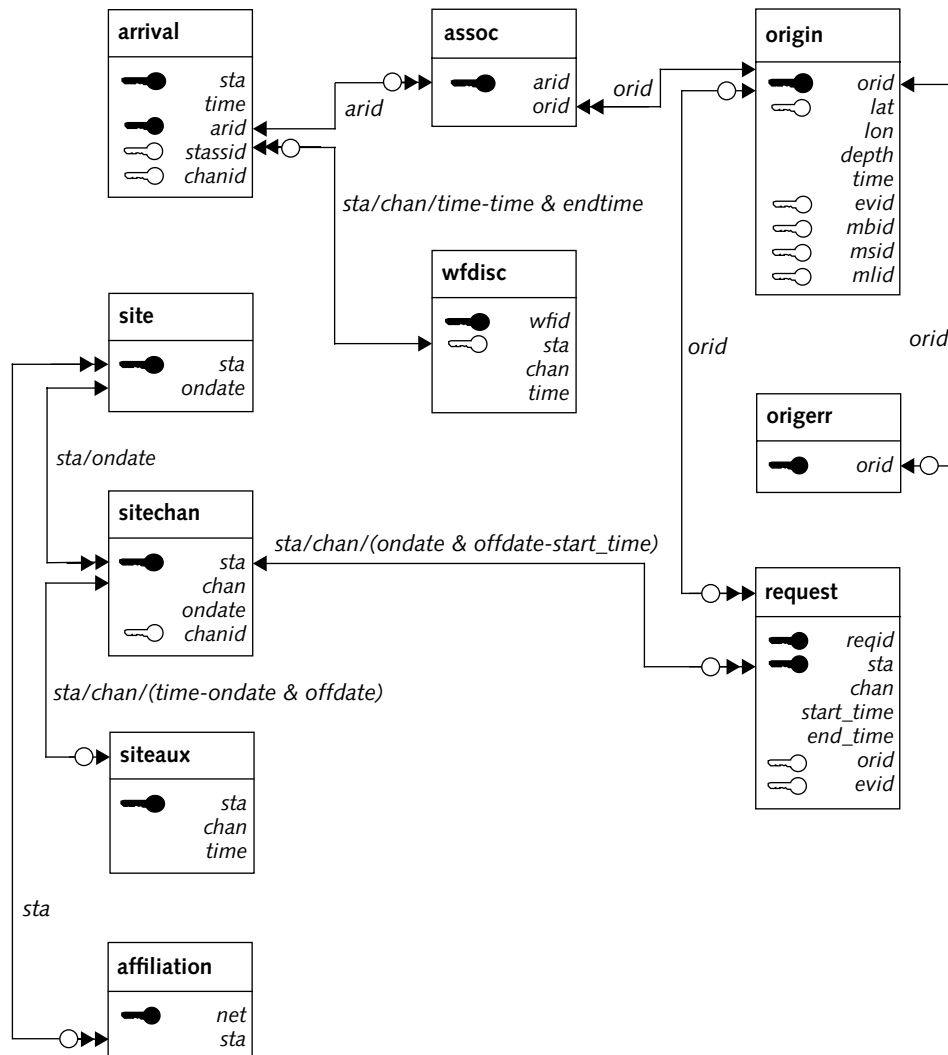 arrival
sta
time
arid
stassid
chanid
assoc
arid
orid
origin
orid
lat
lon
depth
time
evid
mbid
msid
mlid
arid
orid
sta/chan/time-time & endtime
wfdisc
wfid
sta
chan
time
site
sta
ondate
orid
orid
origerr
orid
sta/ondate
sitechan
sta
chan
ondate
chanid
sta/chan/(ondate & offdate-start_time)
request
reqid
sta
chan
start_time
end_time
orid
evid
sta/chan/(time-ondate & offdate)
siteaux
sta
chan
time
sta
affiliation
net
sta